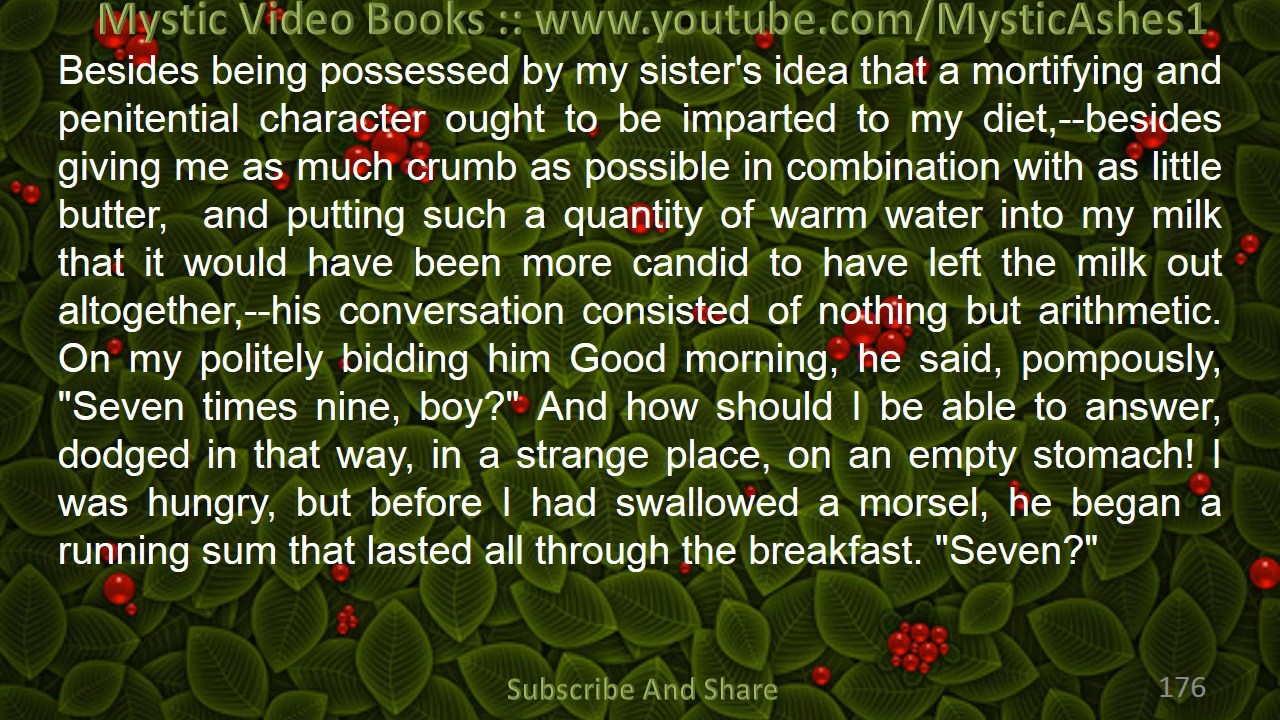 Mystic Video Books :: www.youtube.com/MysticAshes1
Besides being possessed by my sister's idea that a mortifying and
penitential character ought to be imparted to my diet,--besides
giving me as much crumb as possible in combination with as little
butter, and putting such a quantity of warm water into my milk
that it would have been more candid to have left the milk out
altogether,--his conversation consisted of nothing but arithmetic.
On my politely bidding him Good morning, he said, pompously,
"Seven times nine, boy?" And how should I be able to answer,
dodged in that way, in a strange place, on an empty stomach! I
was hungry, but before I had swallowed a morsel, he began a
running sum that lasted all through the breakfast. "Seven?"
Subscribe And Share
176